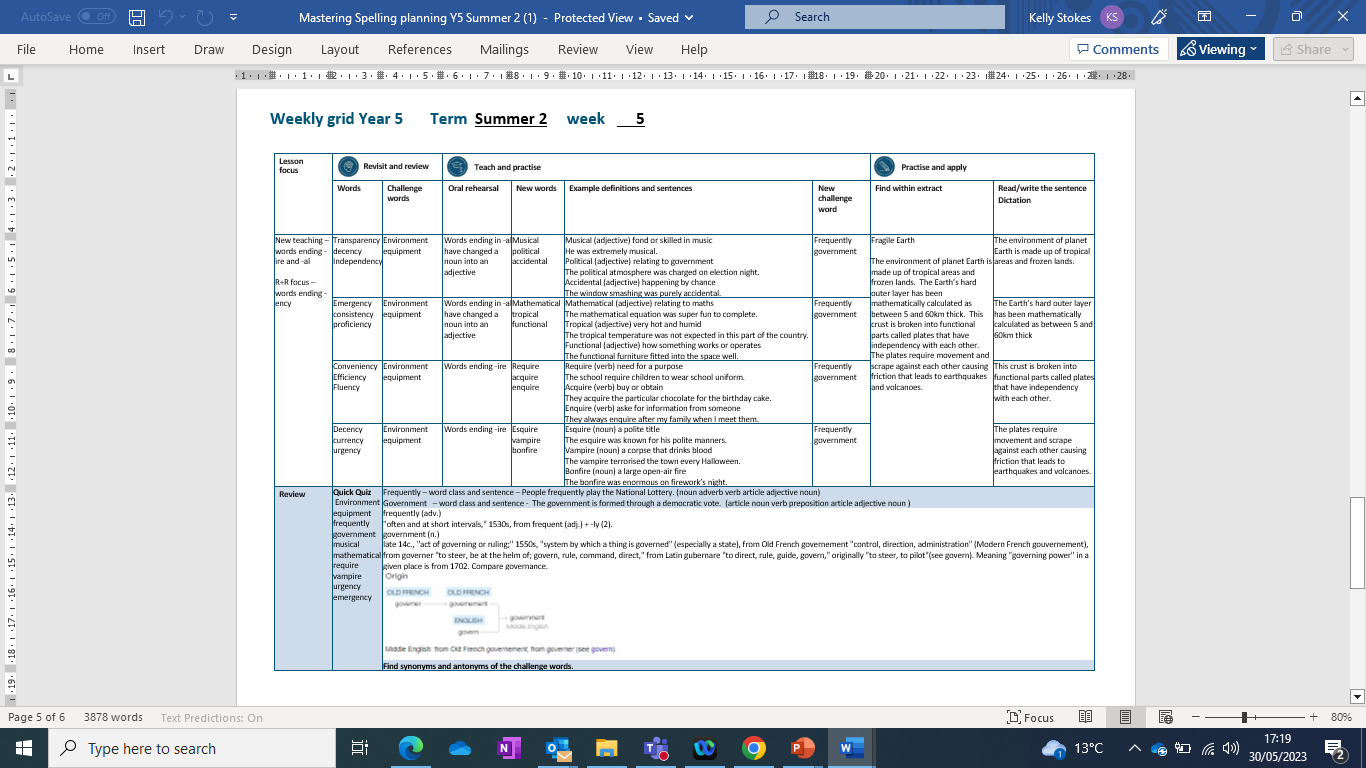 AutoSave Off Mastering Spelling planning Y5 Summer 2 (1) - Protected View • Saved Search Kelly Stokes KS
File Home Insert Draw Design Layout References Mailings Review View Help Comments Viewing Share
Weekly grid Year 5 Term Summer 2 week 5
Lesson focus
Revisit and review
Teach and practise
Practise and apply
Words
Challenge words
Oral rehearsal
New words
Example definitions and sentences
New challenge word
Find within extract
Read/write the sentence
Dictation
New teaching –
words ending -
ire and -al
R+R focus –
words ending -
ency
Transparency
decency
Independency
Environment
equipment
Words ending in -al
have changed a
noun into an
adjective
Musical
political
accidental
Musical (adjective) fond or skilled in music
He was extremely musical.
Political (adjective) relating to government
The political atmosphere was charged on election night.
Accidental (adjective) happening by chance
The window smashing was purely accidental.
Frequently
government
Fragile Earth
The environment of planet Earth is
made up of tropical areas and
frozen lands. The Earth's hard
outer layer has been
mathematically calculated as
between 5 and 60km thick. This
crust is broken into functional
parts called plates that have
independency with each other.
The plates require movement and
scrape against each other causing
friction that leads to earthquakes
and volcanoes.
The environment of planet
Earth is made up of tropical
areas and frozen lands.
Emergency
consistency
proficiency
Environment
equipment
Words ending in -al
have changed a
noun into an
adjective
Mathematical
tropical
functional
Mathematical (adjective) relating to maths
The mathematical equation was super fun to complete.
Tropical (adjective) very hot and humid
The tropical temperature was not expected in this part of the country.
Functional (adjective) how something works or operates
The functional furniture fitted into the space well.
Frequently
government
The Earth's hard outer layer
has been mathematically
calculated as between 5 and
60km thick
Conveniency
Efficiency
Fluency
Environment
equipment
Words ending -ire
Require
acquire
enquire
Require (verb) need for a purpose
The school require children to wear school uniform.
Acquire (verb) buy or obtain
They acquire the particular chocolate for the birthday cake.
Enquire (verb) aske for information from someone
They always enquire after my family when I meet them.
Frequently
government
This crust is broken into
functional parts called plates
that have independency
with each other.
Decency
currency
urgency
Environment
equipment
Words ending -ire
Esquire
vampire
bonfire
Esquire (noun) a polite title
The esquire was known for his polite manners.
Vampire (noun) a corpse that drinks blood
The vampire terrorised the town every Halloween.
Bonfire (noun) a large open-air fire
The bonfire was enormous on firework's night.
Frequently
government
The plates require
movement and scrape
against each other causing
friction that leads to
earthquakes and volcanoes.
Review
Quick Quiz
Environment
equipment
frequently
government
musical
mathematical
require
vampire
urgency
emergency
Frequently – word class and sentence – People frequently play the National Lottery. (noun adverb verb article adjective noun)
Government – word class and sentence - The government is formed through a democratic vote. (article noun verb preposition article adjective noun )
frequently (adv.)
"often and at short intervals," 1530s, from frequent (adj.) + -ly (2).
government (n.)
late 14c., "act of governing or ruling;" 1550s, "system by which a thing is governed" (especially a state), from Old French governement "control, direction, administration" (Modern French gouvernement),
from governer "to steer, be at the helm of; govern, rule, command, direct," from Latin gubernare "to direct, rule, guide, govern," originally "to steer, to pilot"(see govern). Meaning "governing power" in a
given place is from 1702. Compare governance.
Origin
OLD FRENCH OLD FRENCH
governer governement
ENGLISH government
govern Middle English
Middle English: from Old French governement, from governer (see govern).
Find synonyms and antonyms of the challenge words.
Page 5 of 6 3878 words Text Predictions: On Focus 80%
Type here to search 13°C 17:19
30/05/2023 2